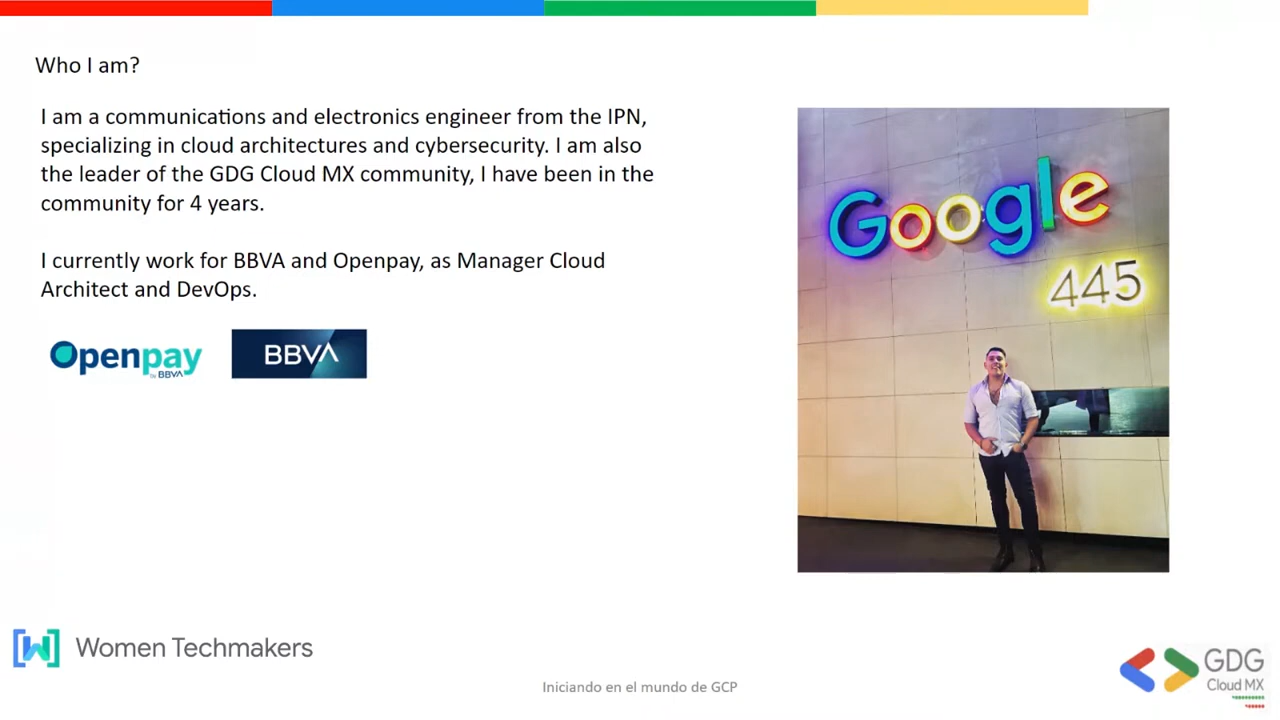 Who I am?
I am a communications and electronics engineer from the IPN,
specializing in cloud architectures and cybersecurity. I am also
the leader of the GDG Cloud MX community, I have been in the
community for 4 years.
I currently work for BBVA and Openpay, as Manager Cloud
Architect and DevOps.
Openpay
by BBVA
BBVA
Google
445
Women Techmakers
Iniciando en el mundo de GCP
GDG
Cloud MX